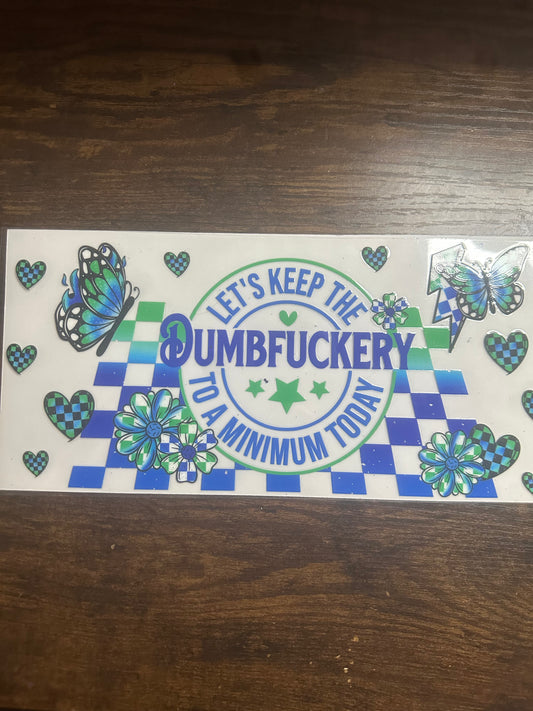 LET'S KEEP THE
DUMBFUCKERY
TO A MINIMUM TODAY